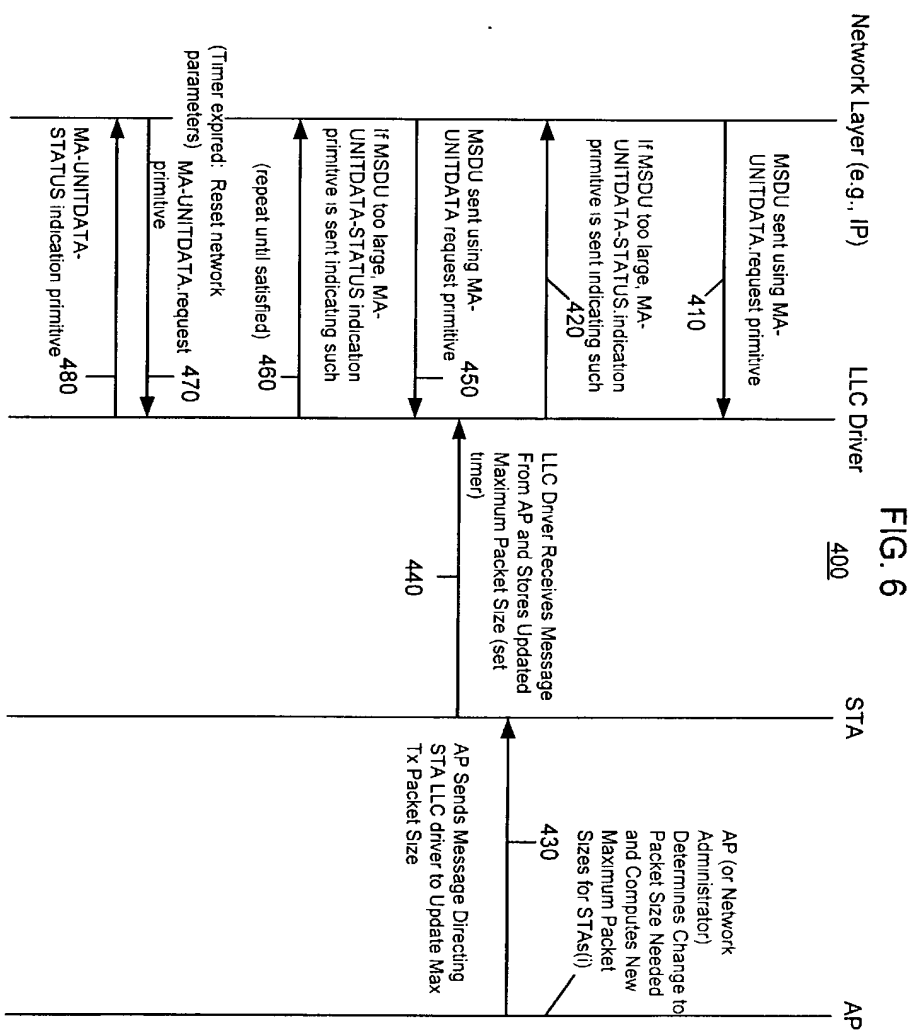 FIG. 6
400
Network Layer (e.g., IP)
LLC Driver
STA
AP
MSDU sent using MA-
UNITDATA.request primitive
410
If MSDU too large, MA-
UNITDATA-STATUS.indication
primitive is sent indicating such
420
AP (or Network
Administrator)
Determines Change to
Packet Size Needed
and Computes New
Maximum Packet
Sizes for STAs(i)
430
AP Sends Message Directing
STA LLC driver to Update Max
Tx Packet Size
LLC Driver Receives Message
From AP and Stores Updated
Maximum Packet Size (set
timer)
440
MSDU sent using MA-
UNITDATA request primitive
450
If MSDU too large, MA-
UNITDATA-STATUS indication
primitive is sent indicating such
(repeat until satisfied)
460
(Timer expired: Reset network
parameters)
MA-UNITDATA.request
primitive
470
MA-UNITDATA-
STATUS indication primitive
480